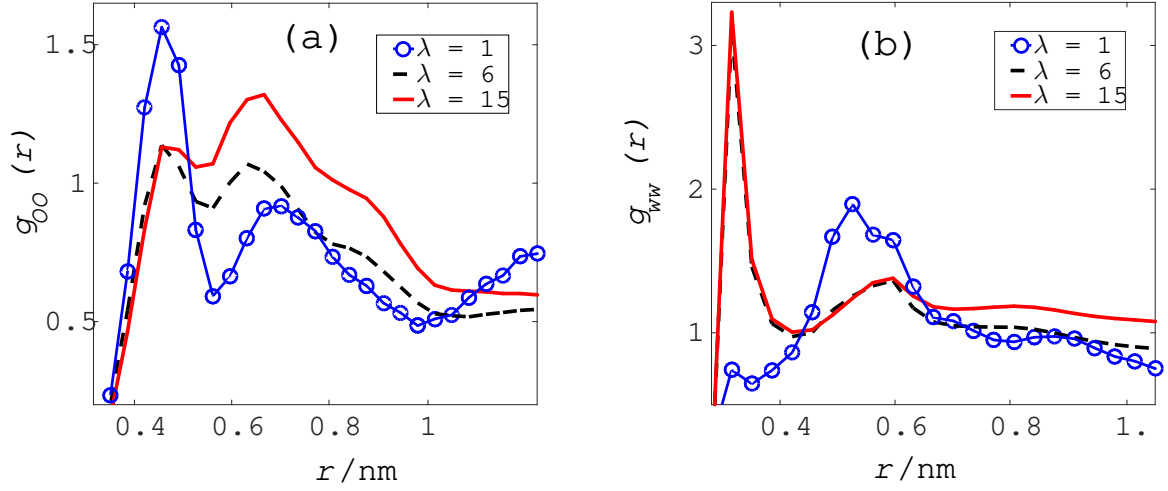 (a)
λ = 1
λ = 6
λ = 15
1.5
1
0.5
g_OO (r)
0.4 0.6 0.8 1
r/nm
(b)
λ = 1
λ = 6
λ = 15
3
2
1
g_ww (r)
0.4 0.6 0.8 1.
r/nm